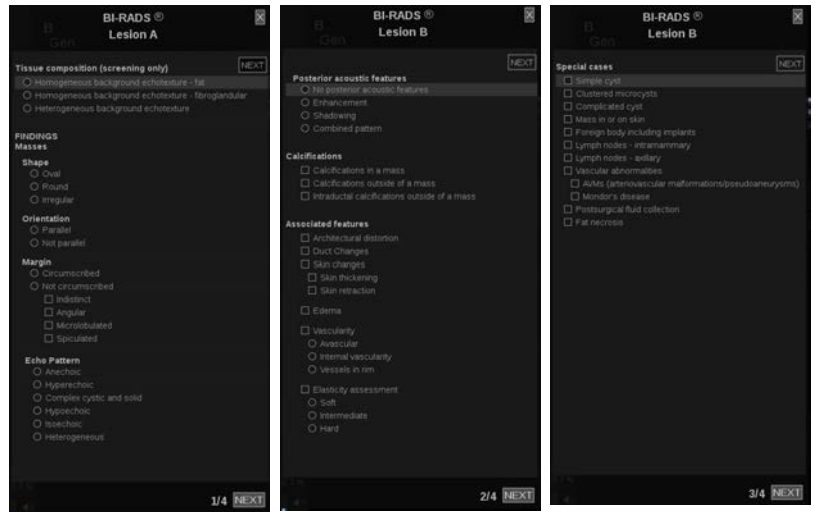 BI-RADS ®
Lesion A
X
B
Gen
Tissue composition (screening only)
NEXT
Homogeneous background echotexture - fat
Homogeneous background echotexture - fibroglandular
Heterogeneous background echotexture
FINDINGS
Masses
Shape
Oval
Round
Irregular
Orientation
Parallel
Not parallel
Margin
Circumscribed
Not circumscribed
Indistinct
Angular
Microlobulated
Spiculated
Echo Pattern
Anechoic
Hyperechoic
Complex cystic and solid
Hypoechoic
Isoechoic
Heterogeneous
1/4 NEXT
BI-RADS ®
Lesion B
X
B
Gen
NEXT
Posterior acoustic features
No posterior acoustic features
Enhancement
Shadowing
Combined pattern
Calcifications
Calcifications in a mass
Calcifications outside of a mass
Intraductal calcifications outside of a mass
Associated features
Architectural distortion
Duct Changes
Skin changes
Skin thickening
Skin retraction
Edema
Vascularity
Avascular
Internal vascularity
Vessels in rim
Elasticity assessment
Soft
Intermediate
Hard
2/4 NEXT
BI-RADS ®
Lesion B
X
B
Gen
Special cases
NEXT
Simple cyst
Clustered microcysts
Complicated cyst
Mass in or on skin
Foreign body including implants
Lymph nodes - intramammary
Lymph nodes - axillary
Vascular abnormalities
AVMs (arteriovascular malformations/pseudoaneurysms)
Mondor's disease
Postsurgical fluid collection
Fat necrosis
3/4 NEXT